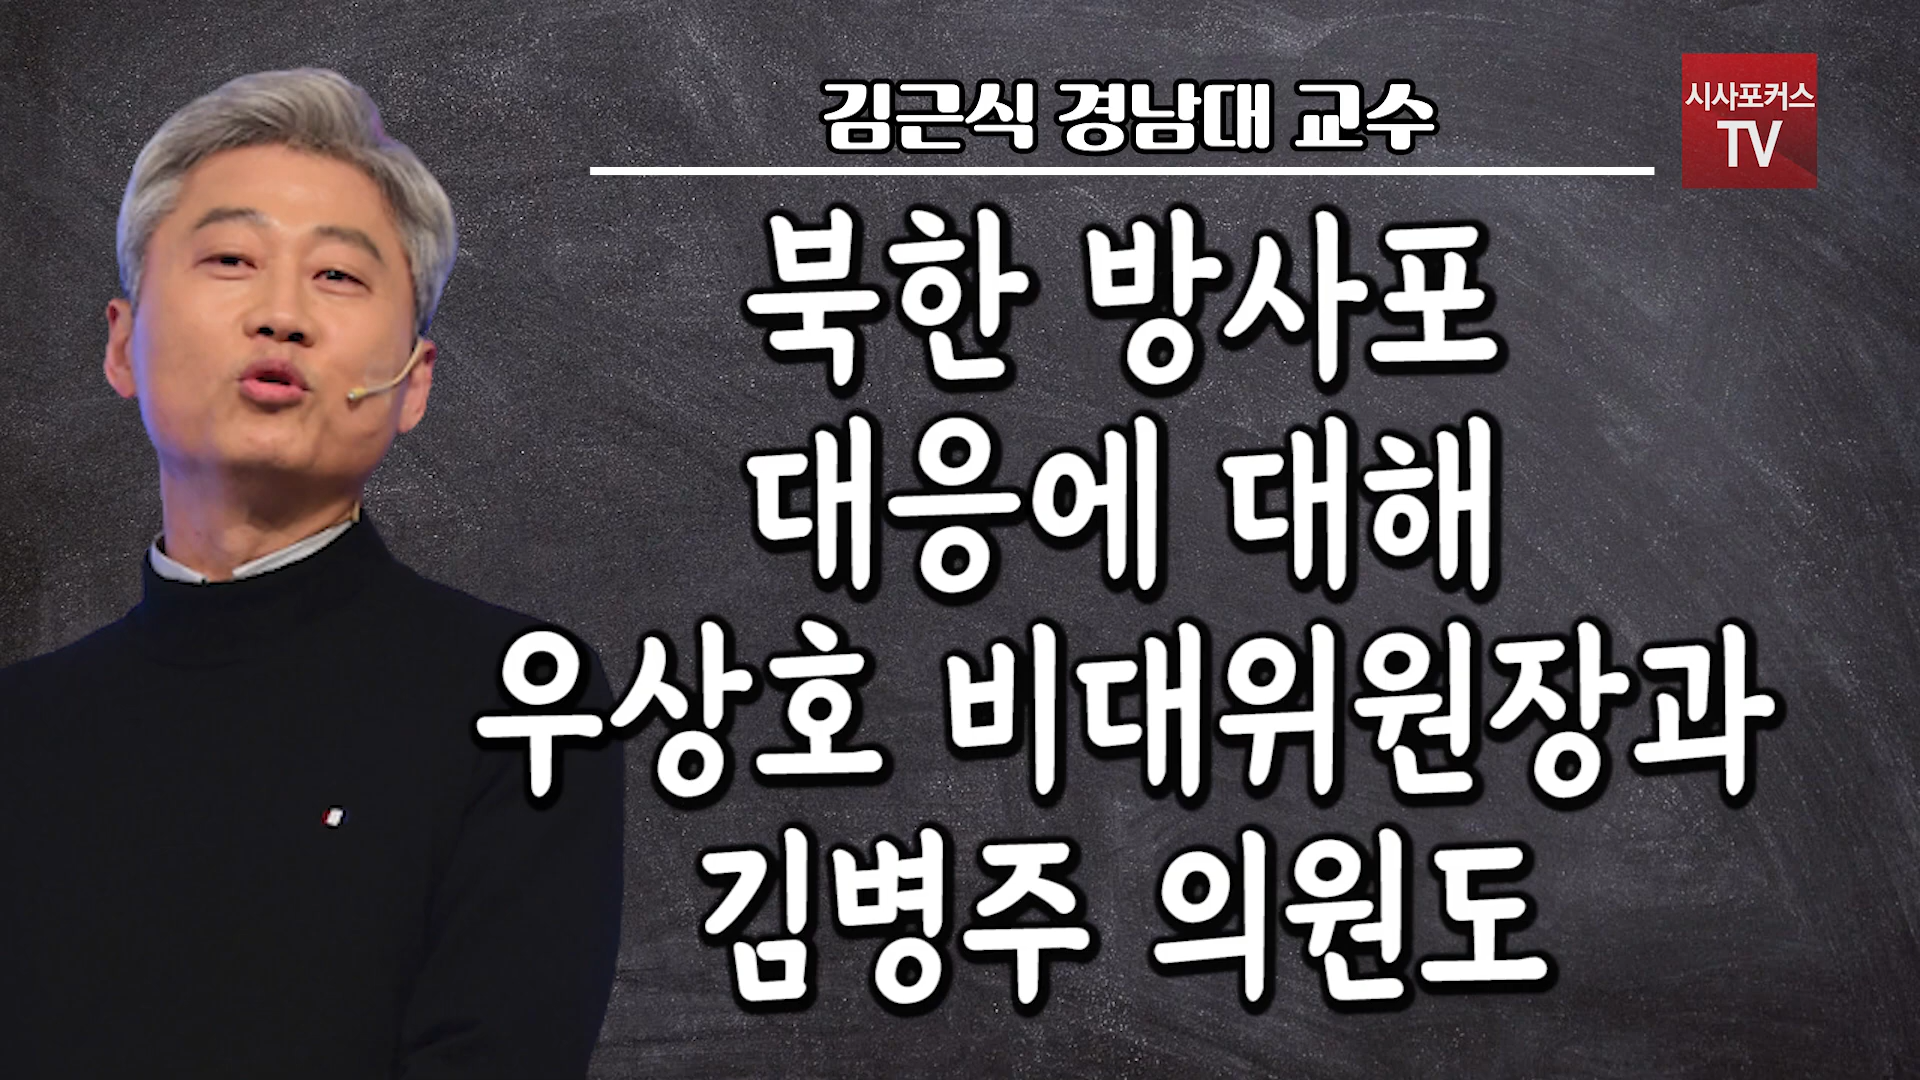 김근식 경남대 교수
시사포커스
TV
북한 방사포
대응에 대해
우상호 비대위원장과
김병주 의원도